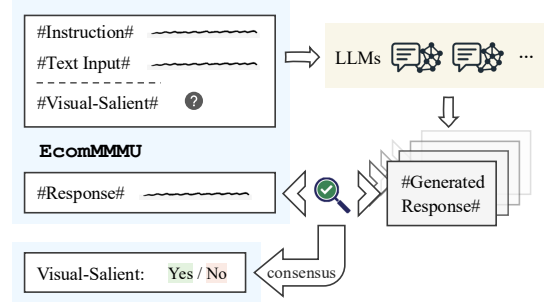 #Instruction#
#Text Input#
#Visual-Salient# ?
LLMs ...
EcomMMMU
#Response#
#Generated
Response#
Visual-Salient: Yes / No
consensus